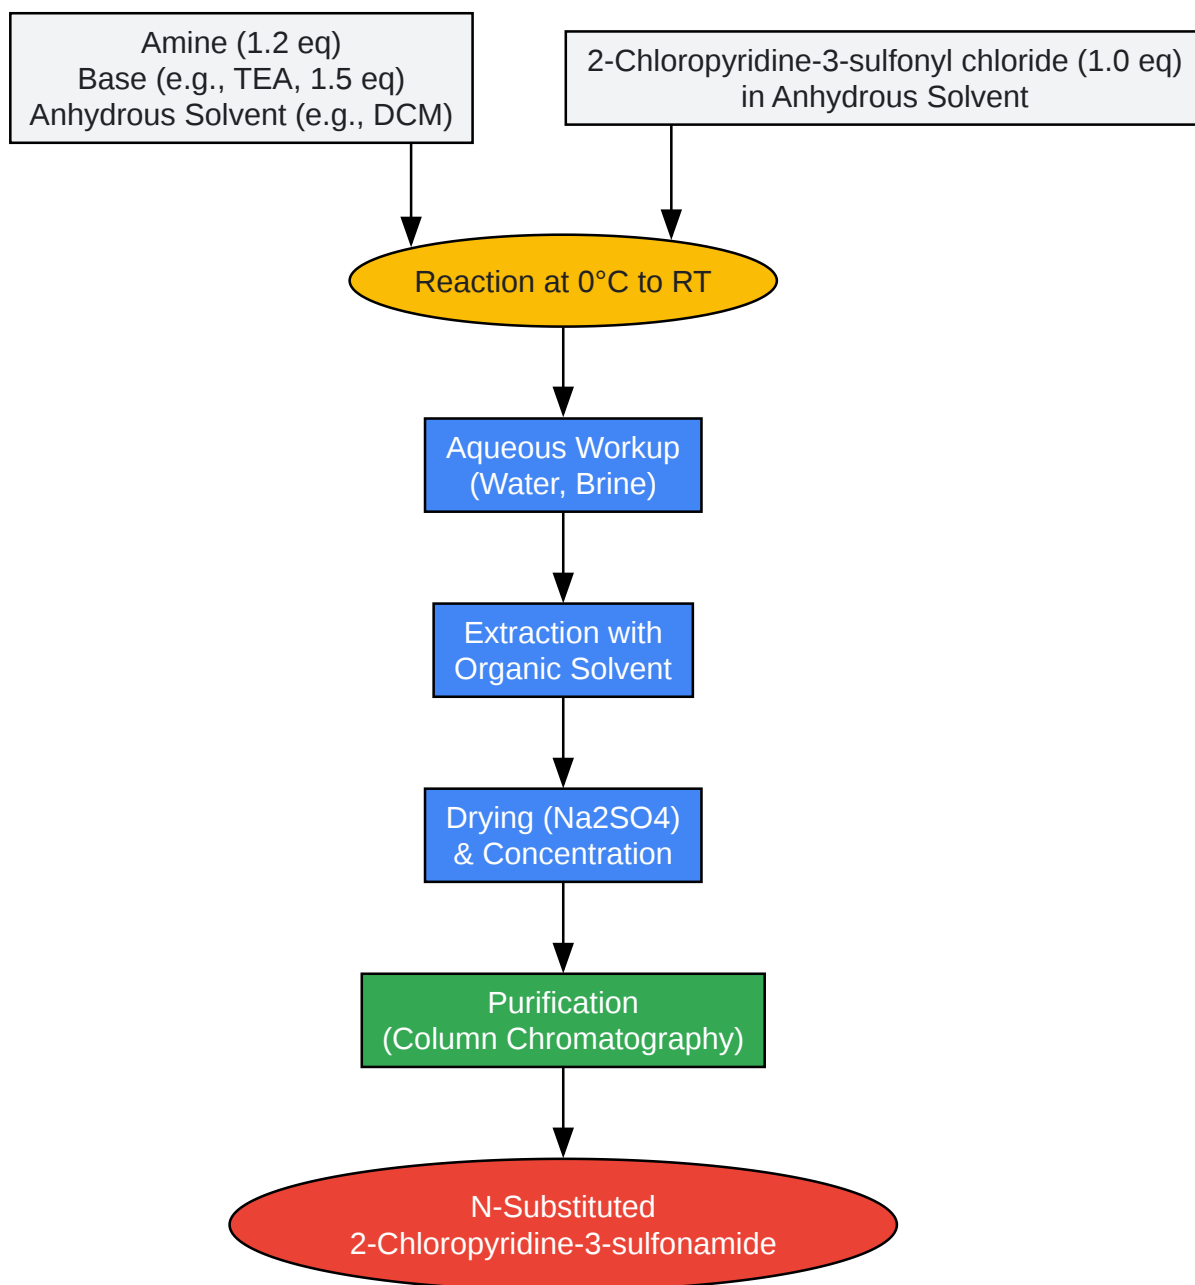 Amine (1.2 eq)
Base (e.g., TEA, 1.5 eq)
Anhydrous Solvent (e.g., DCM)
2-Chloropyridine-3-sulfonyl chloride (1.0 eq)
in Anhydrous Solvent
Reaction at 0°C to RT
Aqueous Workup
(Water, Brine)
Extraction with
Organic Solvent
Drying (Na2SO4)
& Concentration
Purification
(Column Chromatography)
N-Substituted
2-Chloropyridine-3-sulfonamide